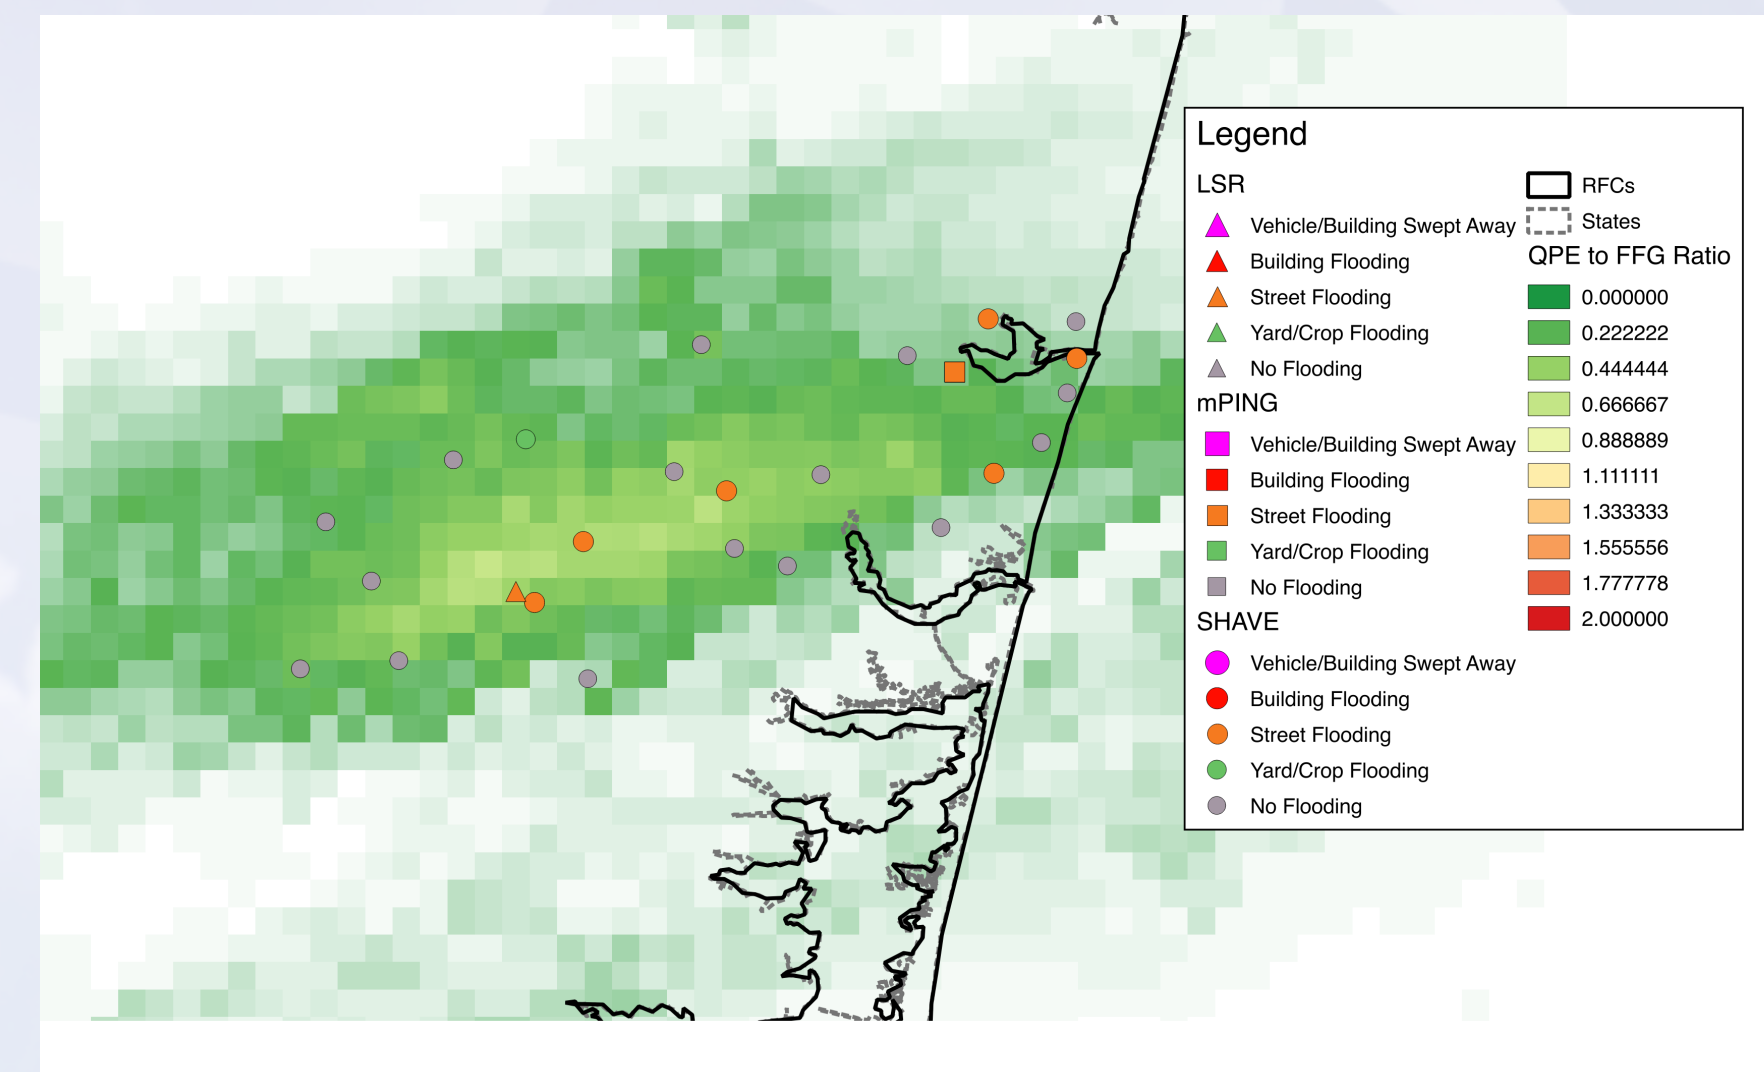 Legend
LSR
Vehicle/Building Swept Away
Building Flooding
Street Flooding
Yard/Crop Flooding
No Flooding
mPING
Vehicle/Building Swept Away
Building Flooding
Street Flooding
Yard/Crop Flooding
No Flooding
SHAVE
Vehicle/Building Swept Away
Building Flooding
Street Flooding
Yard/Crop Flooding
No Flooding
RFCs
States
QPE to FFG Ratio
0.000000
0.222222
0.444444
0.666667
0.888889
1.111111
1.333333
1.555556
1.777778
2.000000